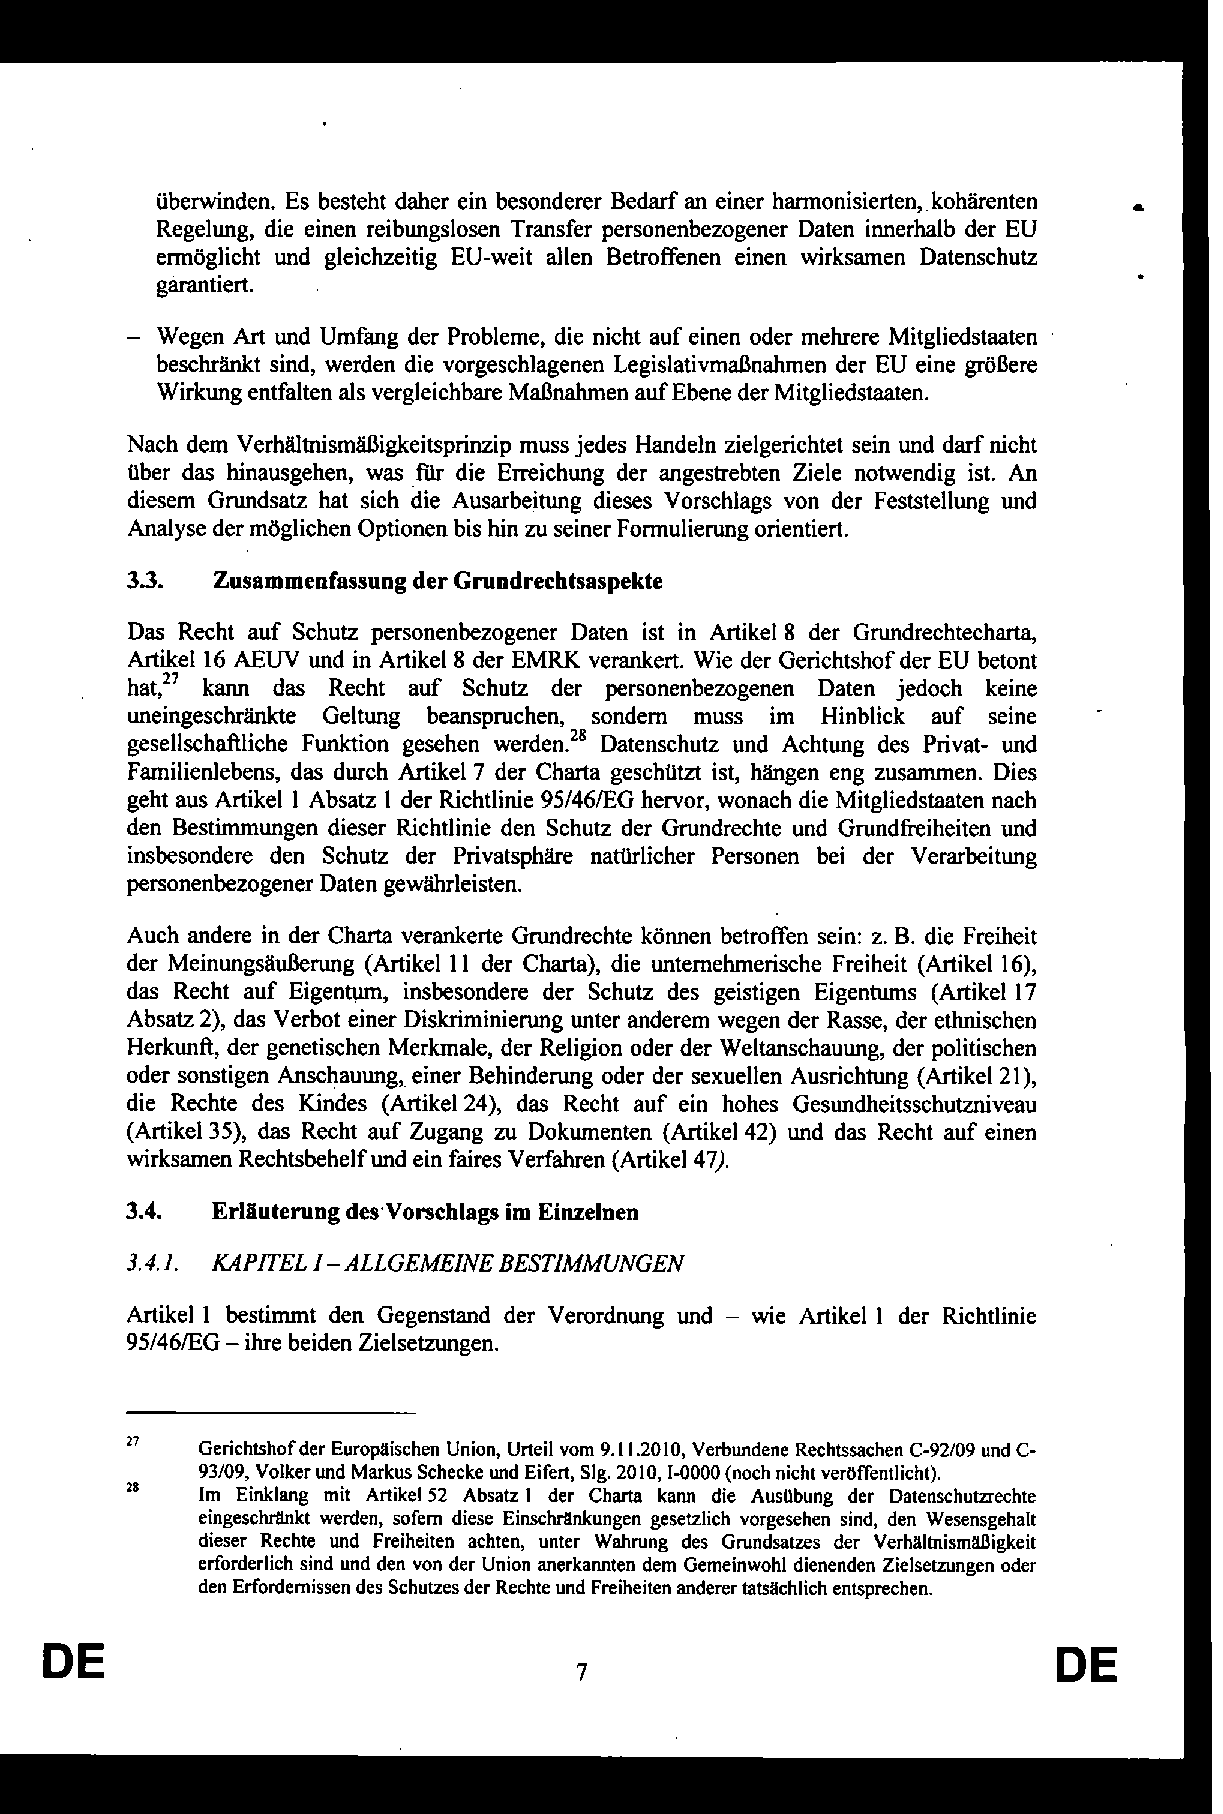 überwinden. Es besteht daher ein besonderer Bedarf an einer harmonisierten, kohärenten
Regelung, die einen reibungslosen Transfer personenbezogener Daten innerhalb der EU
ermöglicht und gleichzeitig EU-weit allen Betroffenen einen wirksamen Datenschutz
garantiert.
– Wegen Art und Umfang der Probleme, die nicht auf einen oder mehrere Mitgliedstaaten
beschränkt sind, werden die vorgeschlagenen Legislativmaßnahmen der EU eine größere
Wirkung entfalten als vergleichbare Maßnahmen auf Ebene der Mitgliedstaaten.
Nach dem Verhältnismäßigkeitsprinzip muss jedes Handeln zielgerichtet sein und darf nicht
über das hinausgehen, was für die Erreichung der angestrebten Ziele notwendig ist. An
diesem Grundsatz hat sich die Ausarbeitung dieses Vorschlags von der Feststellung und
Analyse der möglichen Optionen bis hin zu seiner Formulierung orientiert.
3.3. Zusammenfassung der Grundrechtsaspekte
Das Recht auf Schutz personenbezogener Daten ist in Artikel 8 der Grundrechtecharta,
Artikel 16 AEUV und in Artikel 8 der EMRK verankert. Wie der Gerichtshof der EU betont
hat,27 kann das Recht auf Schutz der personenbezogenen Daten jedoch keine
uneingeschränkte Geltung beanspruchen, sondern muss im Hinblick auf seine
gesellschaftliche Funktion gesehen werden.28 Datenschutz und Achtung des Privat- und
Familienlebens, das durch Artikel 7 der Charta geschützt ist, hängen eng zusammen. Dies
geht aus Artikel 1 Absatz 1 der Richtlinie 95/46/EG hervor, wonach die Mitgliedstaaten nach
den Bestimmungen dieser Richtlinie den Schutz der Grundrechte und Grundfreiheiten und
insbesondere den Schutz der Privatsphäre natürlicher Personen bei der Verarbeitung
personenbezogener Daten gewährleisten.
Auch andere in der Charta verankerte Grundrechte können betroffen sein: z. B. die Freiheit
der Meinungsäußerung (Artikel 11 der Charta), die unternehmerische Freiheit (Artikel 16),
das Recht auf Eigentum, insbesondere der Schutz des geistigen Eigentums (Artikel 17
Absatz 2), das Verbot einer Diskriminierung unter anderem wegen der Rasse, der ethnischen
Herkunft, der genetischen Merkmale, der Religion oder der Weltanschauung, der politischen
oder sonstigen Anschauung, einer Behinderung oder der sexuellen Ausrichtung (Artikel 21),
die Rechte des Kindes (Artikel 24), das Recht auf ein hohes Gesundheitsschutzniveau
(Artikel 35), das Recht auf Zugang zu Dokumenten (Artikel 42) und das Recht auf einen
wirksamen Rechtsbehelf und ein faires Verfahren (Artikel 47).
3.4. Erläuterung des Vorschlags im Einzelnen
3.4.1. KAPITEL I – ALLGEMEINE BESTIMMUNGEN
Artikel 1 bestimmt den Gegenstand der Verordnung und – wie Artikel 1 der Richtlinie
95/46/EG – ihre beiden Zielsetzungen.
27 Gerichtshof der Europäischen Union, Urteil vom 9.11.2010, Verbundene Rechtssachen C-92/09 und C-
93/09, Volker und Markus Schecke und Eifert, Slg. 2010, I-0000 (noch nicht veröffentlicht).
28 Im Einklang mit Artikel 52 Absatz 1 der Charta kann die Ausübung der Datenschutzrechte
eingeschränkt werden, sofern diese Einschränkungen gesetzlich vorgesehen sind, den Wesensgehalt
dieser Rechte und Freiheiten achten, unter Wahrung des Grundsatzes der Verhältnismäßigkeit
erforderlich sind und den von der Union anerkannten dem Gemeinwohl dienenden Zielsetzungen oder
den Erfordernissen des Schutzes der Rechte und Freiheiten anderer tatsächlich entsprechen.
DE 7 DE